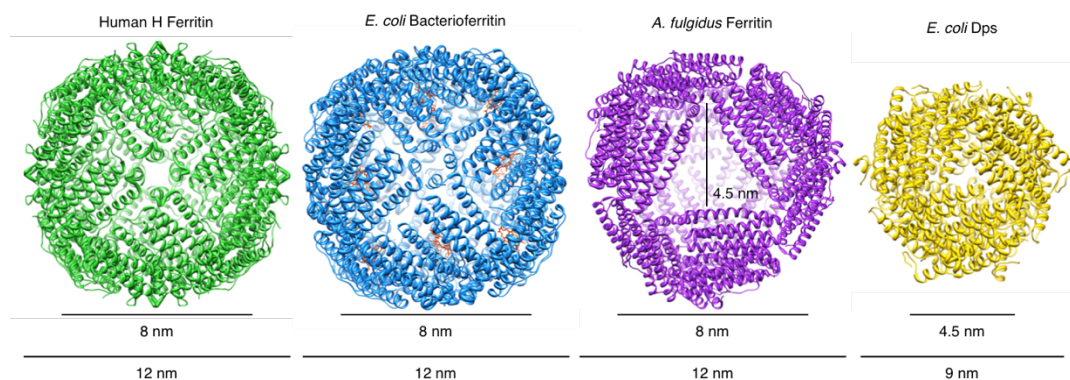 Human H Ferritin
E. coli Bacterioferritin
A. fulgidus Ferritin
E. coli Dps
4.5 nm
8 nm
8 nm
8 nm
4.5 nm
12 nm
12 nm
12 nm
9 nm